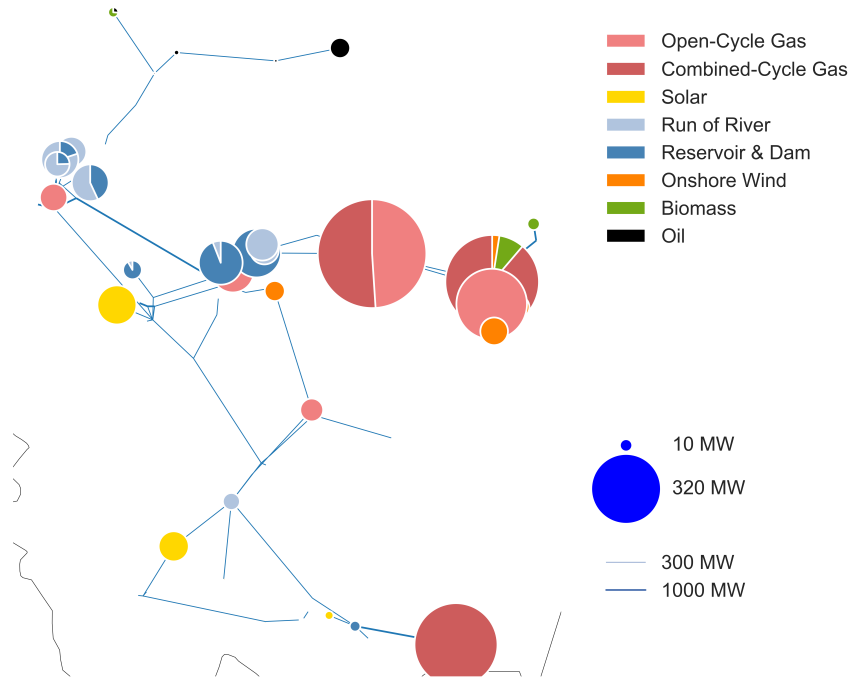 Open-Cycle Gas
Combined-Cycle Gas
Solar
Run of River
Reservoir & Dam
Onshore Wind
Biomass
Oil
10 MW
320 MW
300 MW
1000 MW